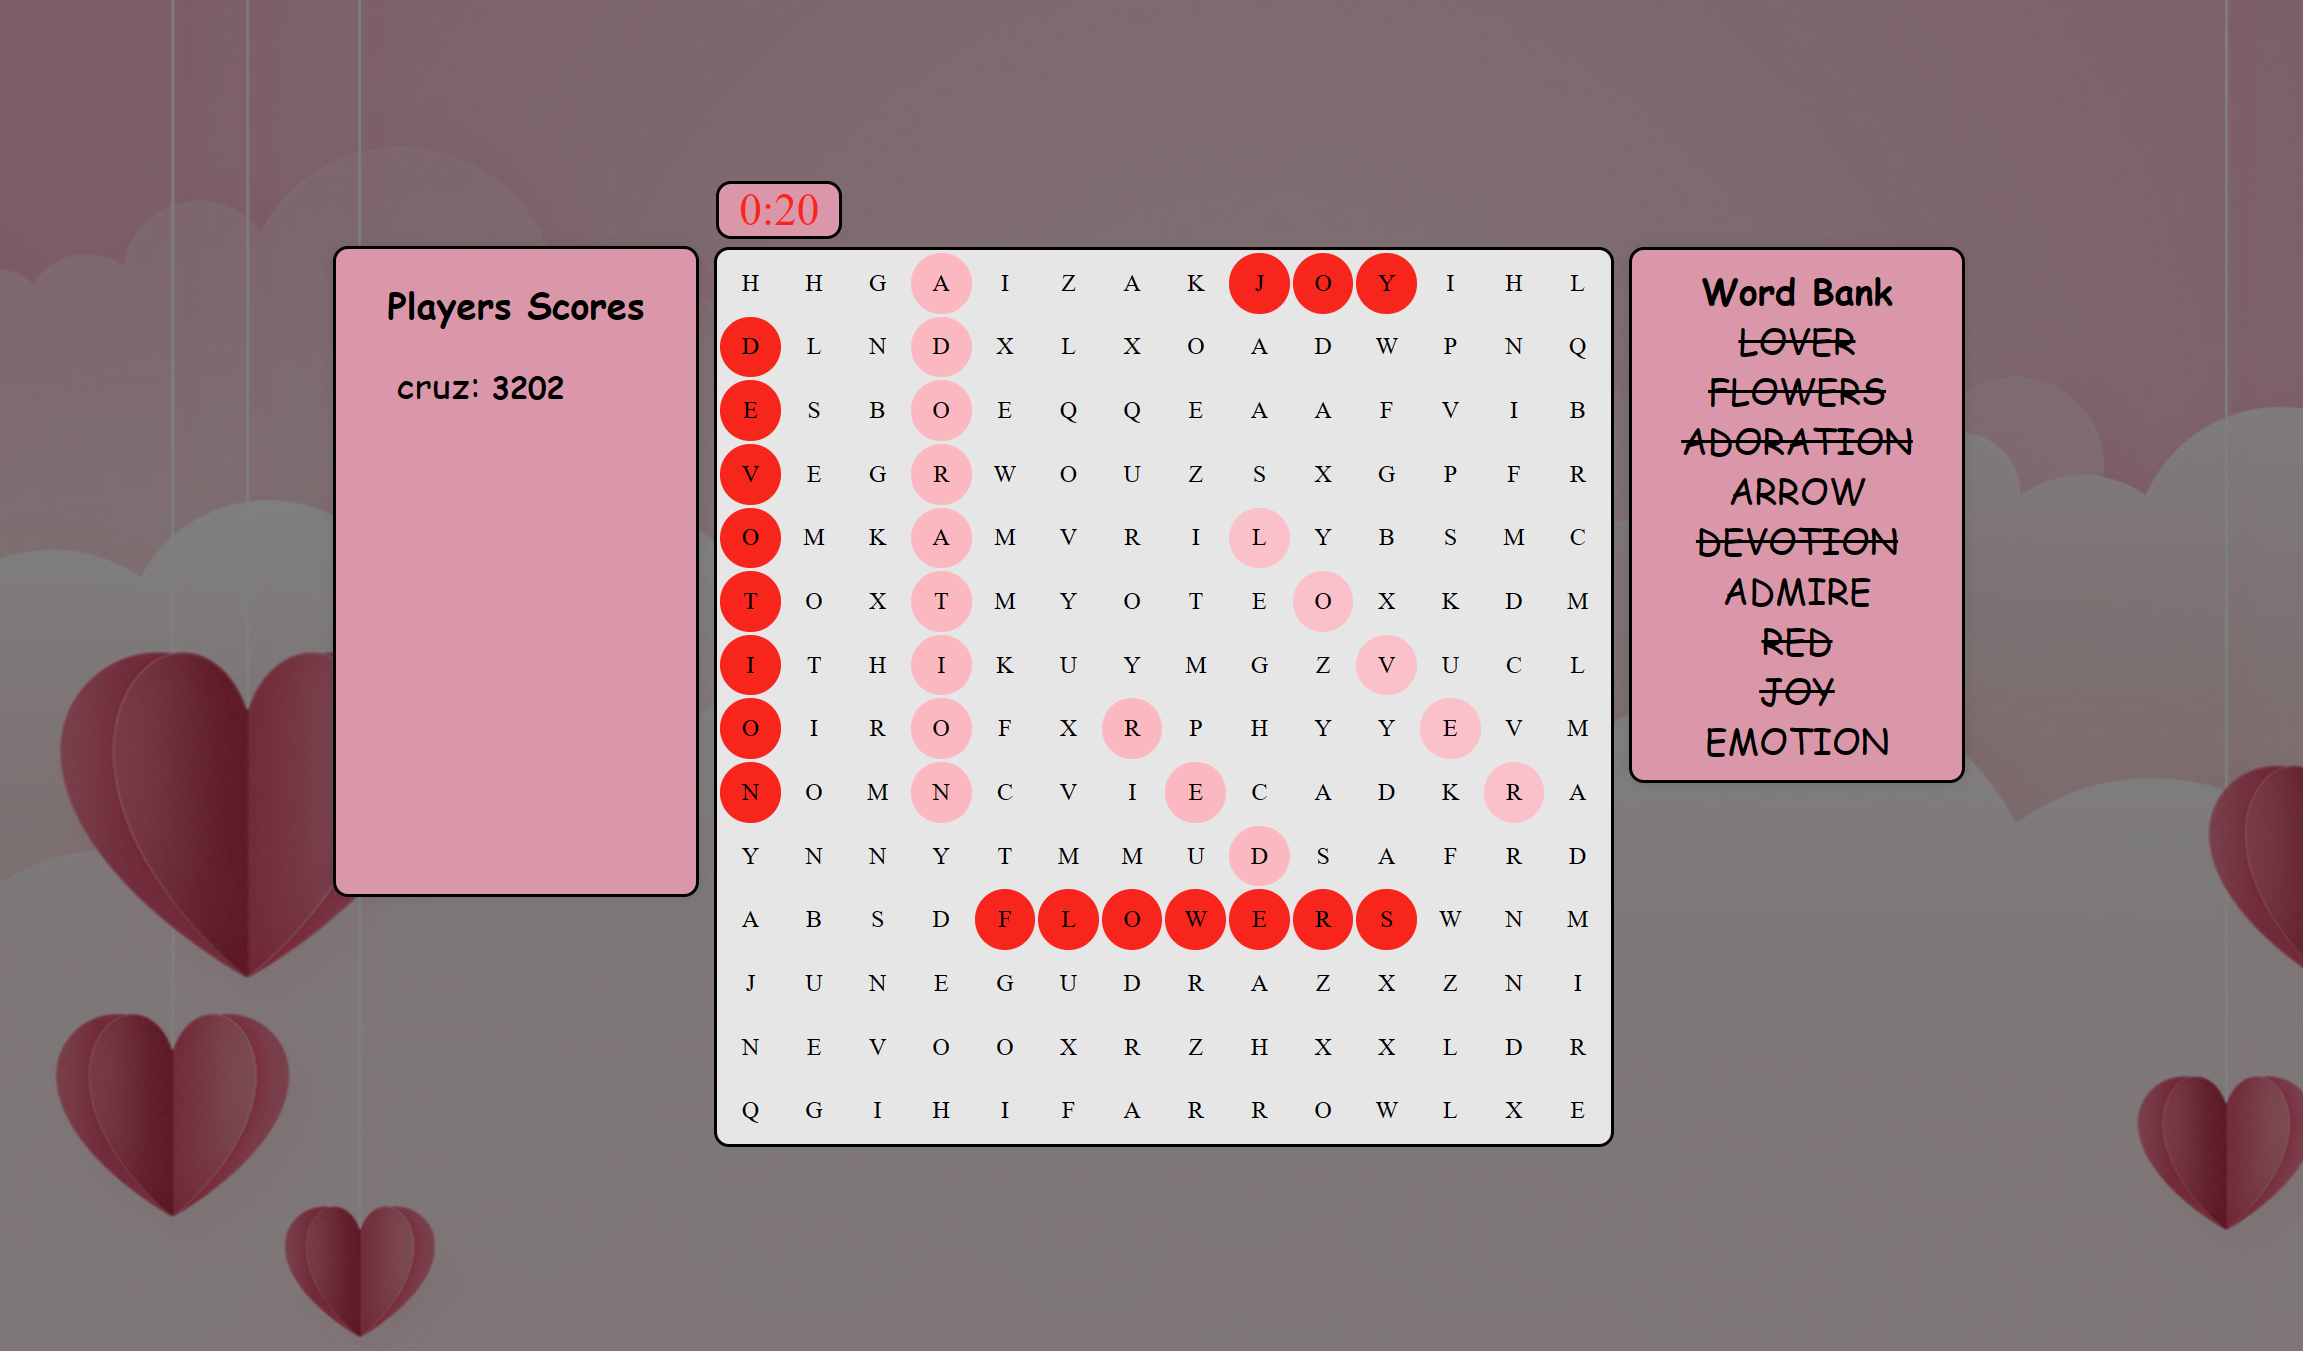 0:20
Players Scores
cruz: 3202
H H G A I Z A K J O Y I H L
D L N D X L X O A D W P N Q
E S B O E Q Q E A A F V I B
V E G R W O U Z S X G P F R
O M K A M V R I L Y B S M C
T O X T M Y O T E O X K D M
I T H I K U Y M G Z V U C L
O I R O F X R P H Y Y E V M
N O M N C V I E C A D K R A
Y N N Y T M M U D S A F R D
A B S D F L O W E R S W N M
J U N E G U D R A Z X Z N I
N E V O O X R Z H X X L D R
Q G I H I F A R R O W L X E
Word Bank
LOVER
FLOWERS
ADORATION
ARROW
DEVOTION
ADMIRE
RED
JOY
EMOTION